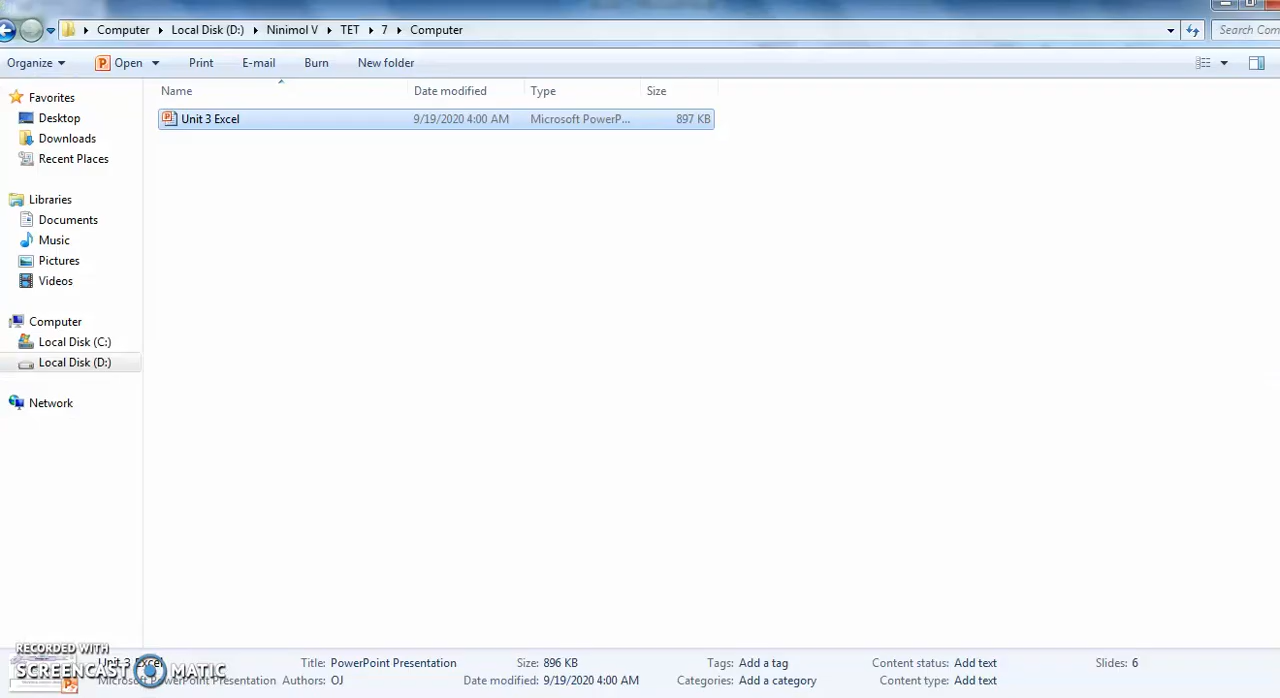 Computer Local Disk (D:) Ninimol V TET 7 Computer
Search Com
Organize Open Print E-mail Burn New folder
Name Date modified Type Size
Favorites
Unit 3 Excel 9/19/2020 4:00 AM Microsoft PowerP... 897 KB
Desktop
Downloads
Recent Places
Libraries
Documents
Music
Pictures
Videos
Computer
Local Disk (C:)
Local Disk (D:)
Network
RECORDED WITH
SCREENCAST MATIC
Unit 3 Excel Title: PowerPoint Presentation Size: 896 KB Tags: Add a tag Content status: Add text Slides: 6
Microsoft PowerPoint Presentation Authors: OJ Date modified: 9/19/2020 4:00 AM Categories: Add a category Content type: Add text